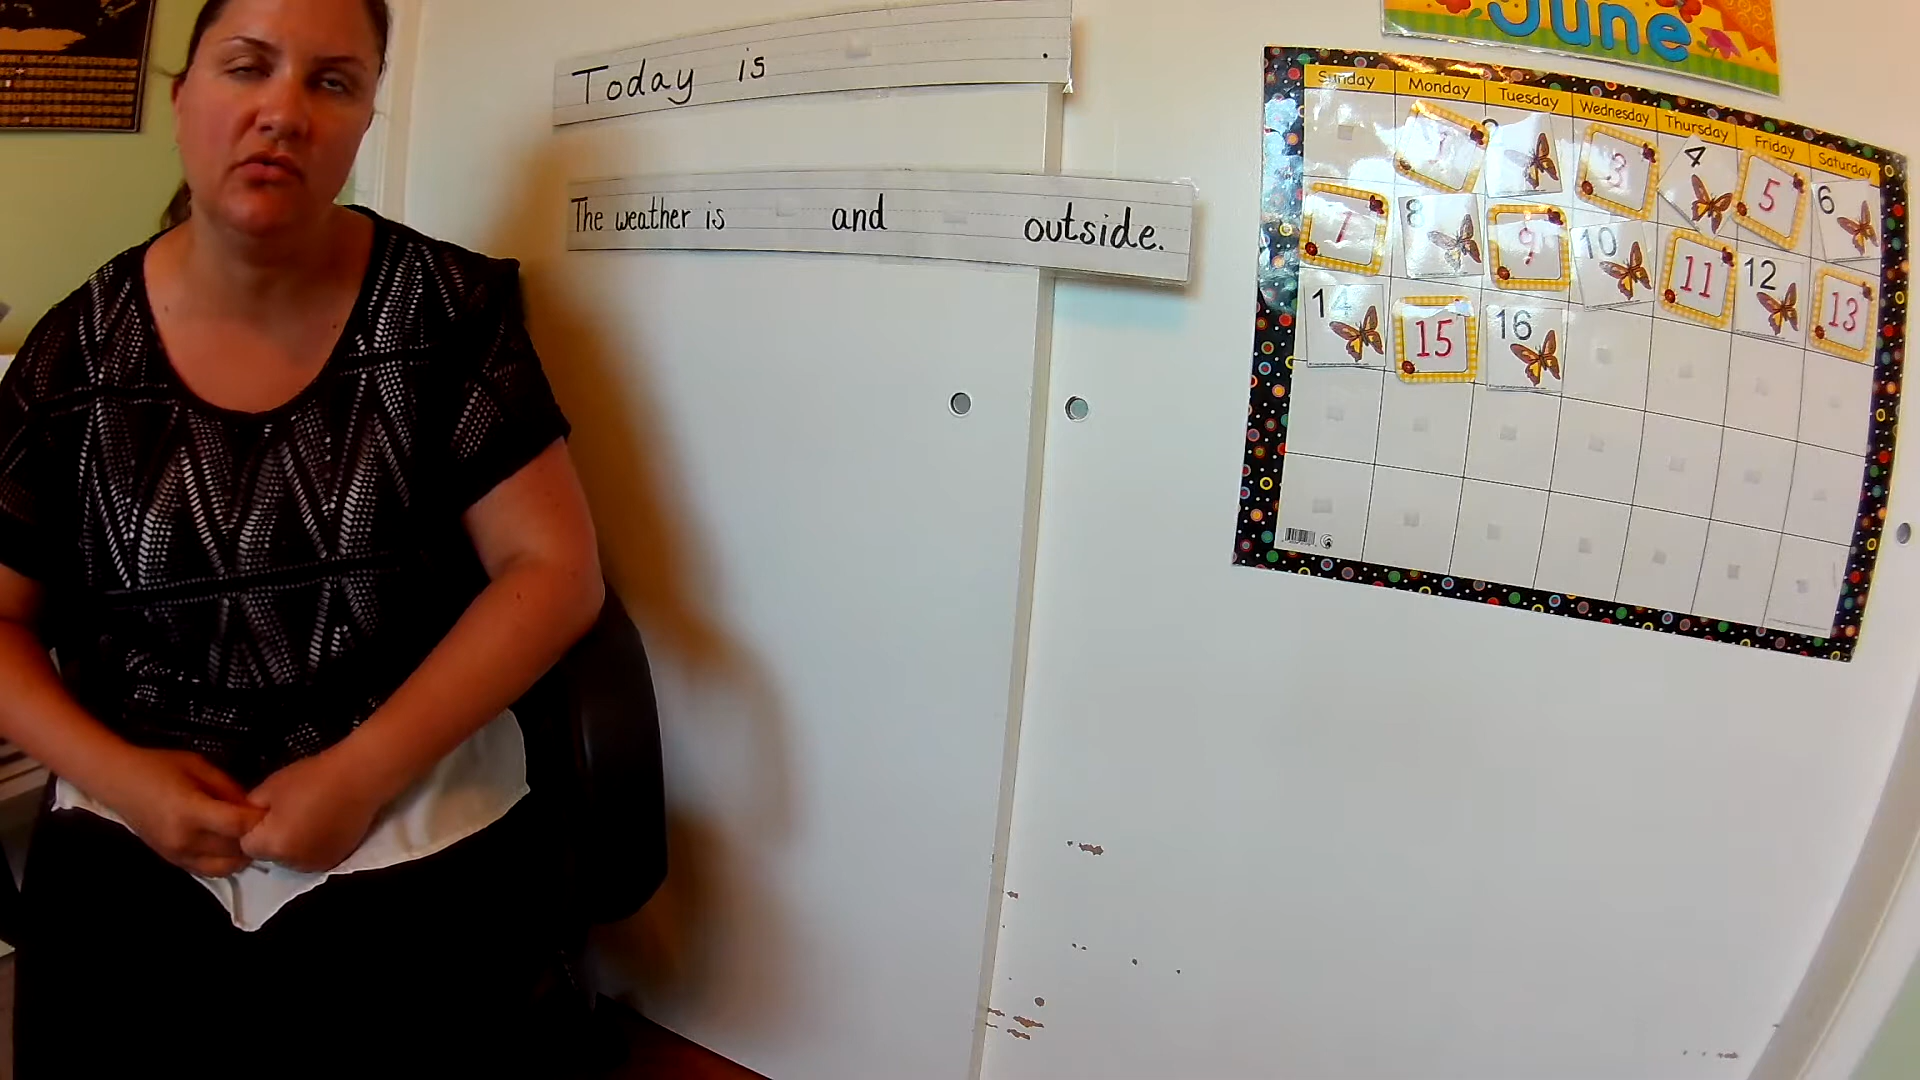 Today is .
The weather is and outside.
June
Sunday Monday Tuesday Wednesday Thursday Friday Saturday
1 3 4 5 6
7 8 9 10 11 12 13
14 15 16